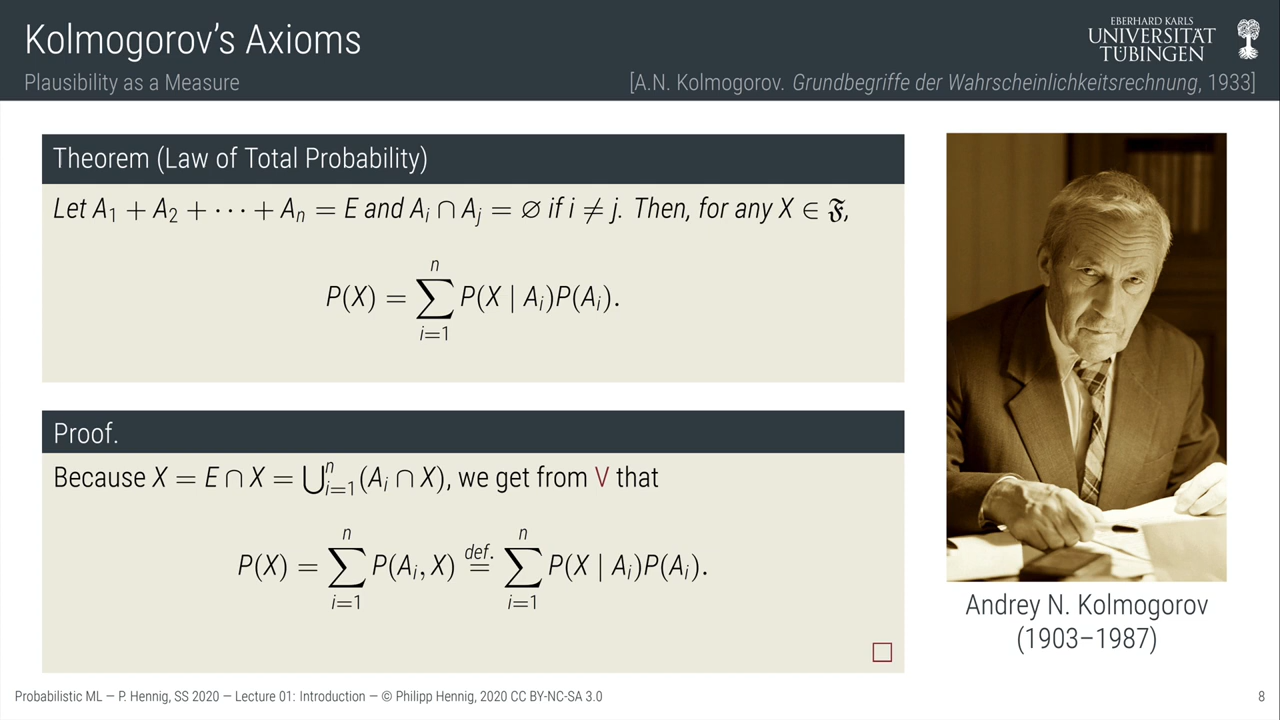 Kolmogorov's Axioms
Plausibility as a Measure
[A.N. Kolmogorov. Grundbegriffe der Wahrscheinlichkeitsrechnung, 1933]
EBERHARD KARLS
UNIVERSITÄT
TÜBINGEN
Theorem (Law of Total Probability)
Let A₁ + A₂ + ⋯ + Aₙ = E and Aᵢ ∩ Aⱼ = ∅ if i ≠ j. Then, for any X ∈ 𝔉,
P(X) = ∑ᵢ₌₁ⁿ P(X | Aᵢ)P(Aᵢ).
Proof.
Because X = E ∩ X = ⋃ᵢ₌₁ⁿ(Aᵢ ∩ X), we get from V that
P(X) = ∑ᵢ₌₁ⁿ P(Aᵢ, X) def.= ∑ᵢ₌₁ⁿ P(X | Aᵢ)P(Aᵢ).
□
Andrey N. Kolmogorov
(1903–1987)
Probabilistic ML — P. Hennig, SS 2020 — Lecture 01: Introduction — © Philipp Hennig, 2020 CC BY-NC-SA 3.0
8